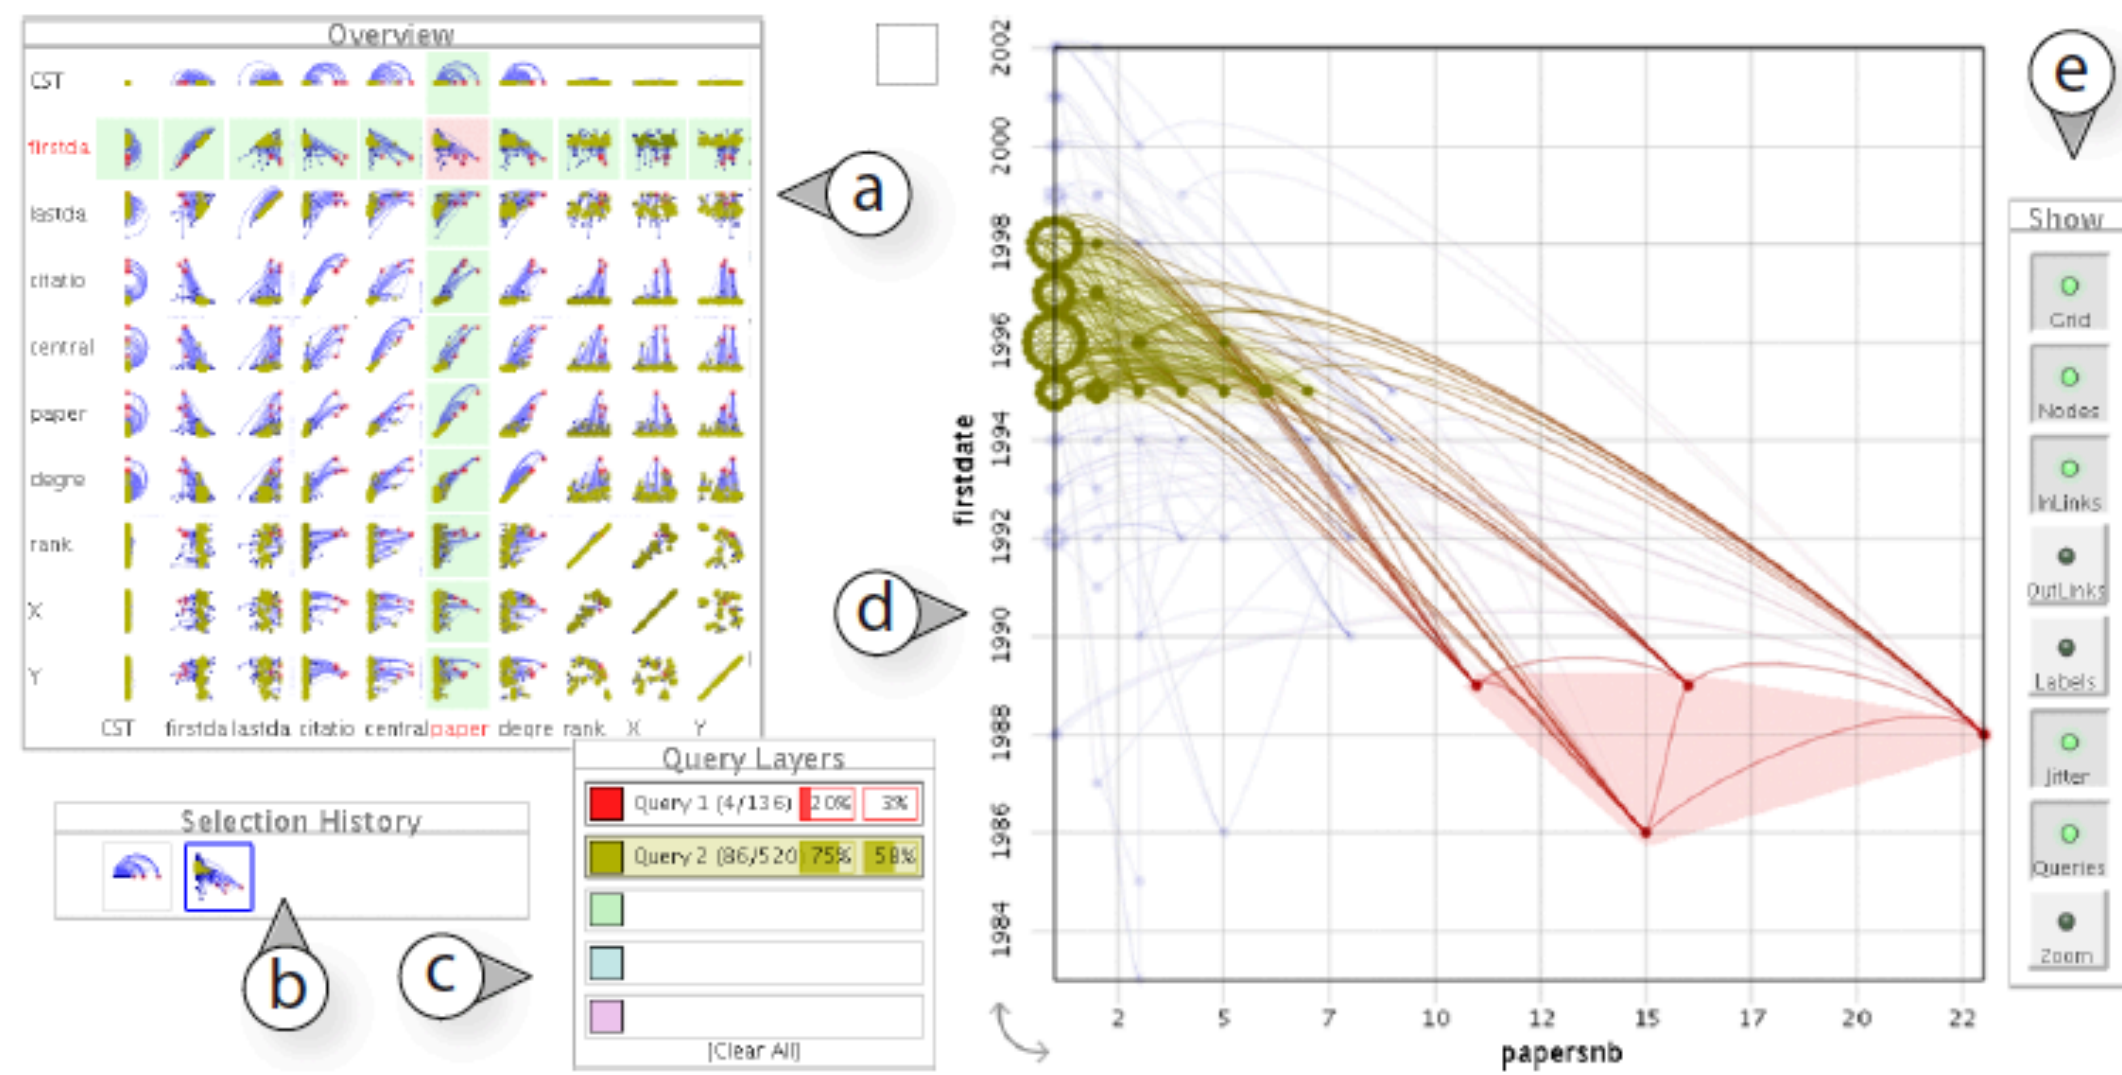 Overview
CST
firstda
lastda
citatio
central
paper
degre
rank
X
Y
CST firstda lastda citatio central paper degre rank X Y
a
Selection History
b
c
Query Layers
Query 1 (4/136) 20% 3%
Query 2 (86/520) 75% 58%
[Clear All]
d
firstdate
2002
2000
1998
1996
1994
1992
1990
1988
1986
1984
2 5 7 10 12 15 17 20 22
papersnb
e
Show
Grid
Nodes
InLinks
OutLinks
Labels
Jitter
Queries
Zoom